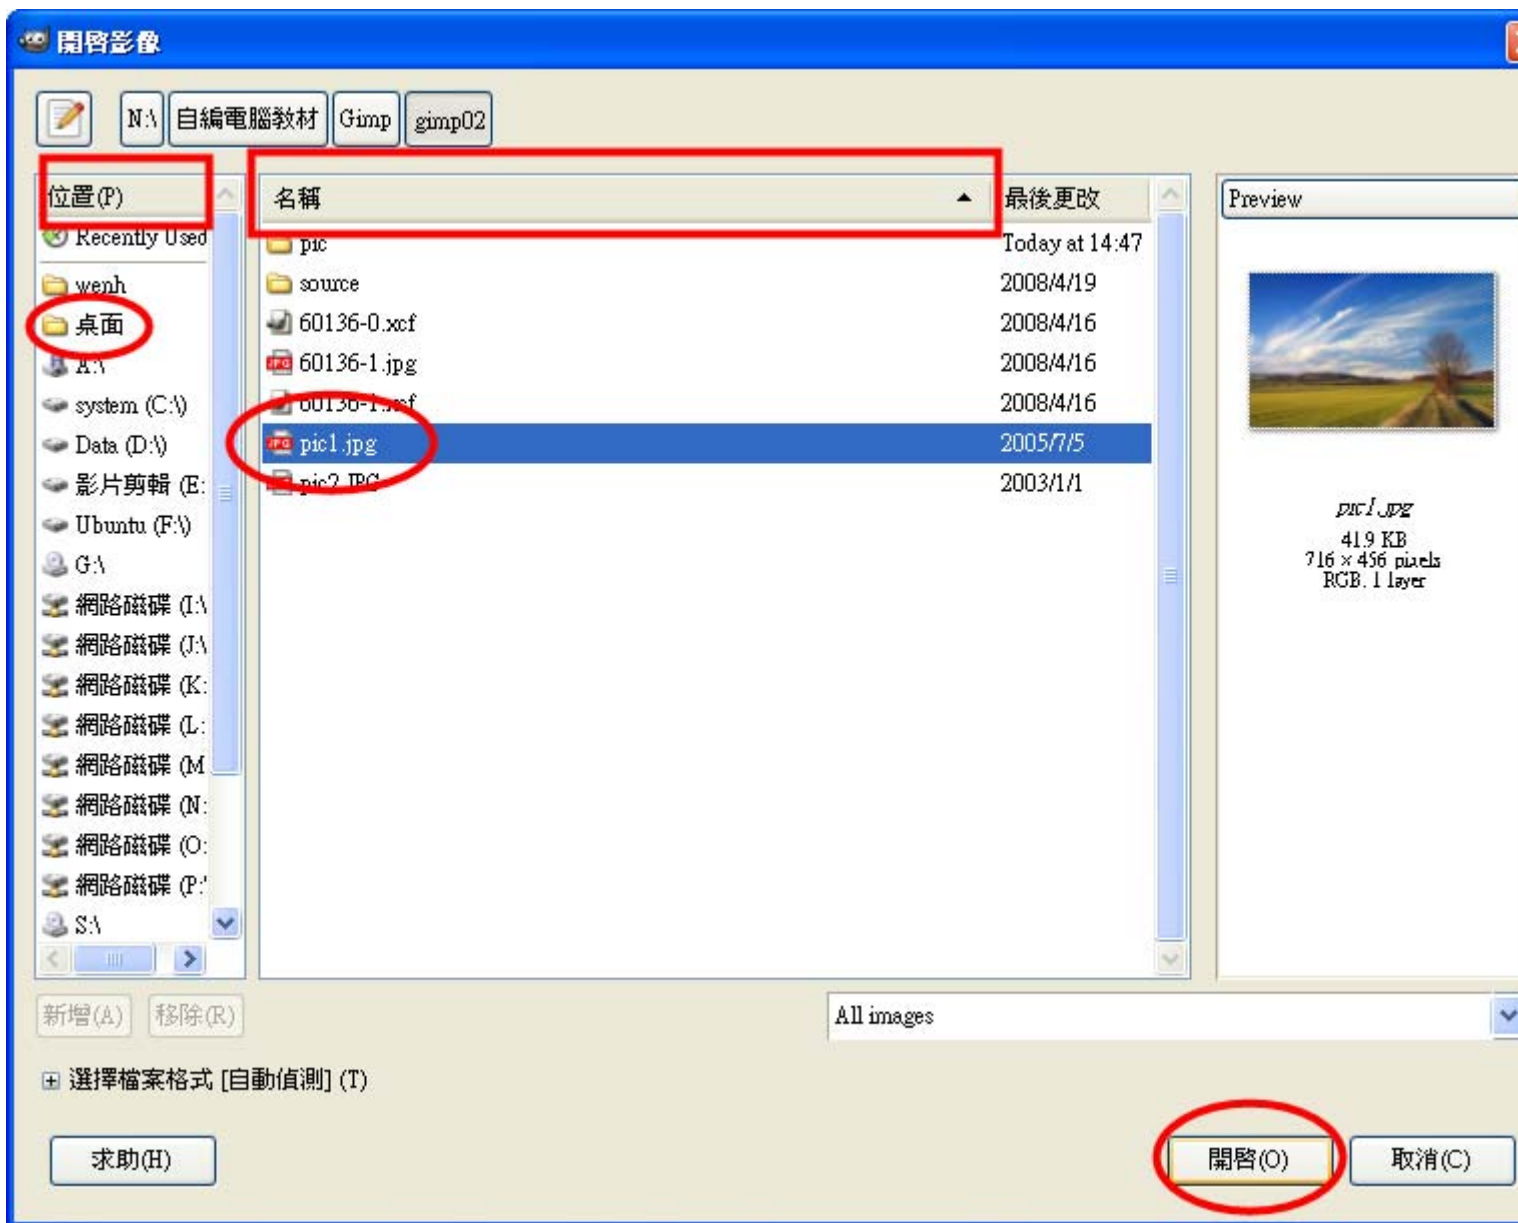 開啓影像
N:\ 自編電腦教材 Gimp gimp02
位置(P)
Recently Used
wenh
桌面
A:\
system (C:\)
Data (D:\)
影片剪輯 (E:
Ubuntu (F:\)
G:\
網路磁碟 (I:\
網路磁碟 (J:\
網路磁碟 (K:
網路磁碟 (L:
網路磁碟 (M
網路磁碟 (N:
網路磁碟 (O:
網路磁碟 (P:\
S:\
名稱 最後更改
pic Today at 14:47
source 2008/4/19
60136-0.xcf 2008/4/16
60136-1.jpg 2008/4/16
60136-1.xcf 2008/4/16
pic1.jpg 2005/7/5
pic2.JPG 2003/1/1
Preview
pic1.jpg
41.9 KB
716 × 456 pixels
RGB, 1 layer
新增(A) 移除(R)
All images
選擇檔案格式 [自動偵測] (T)
求助(H) 開啓(O) 取消(C)